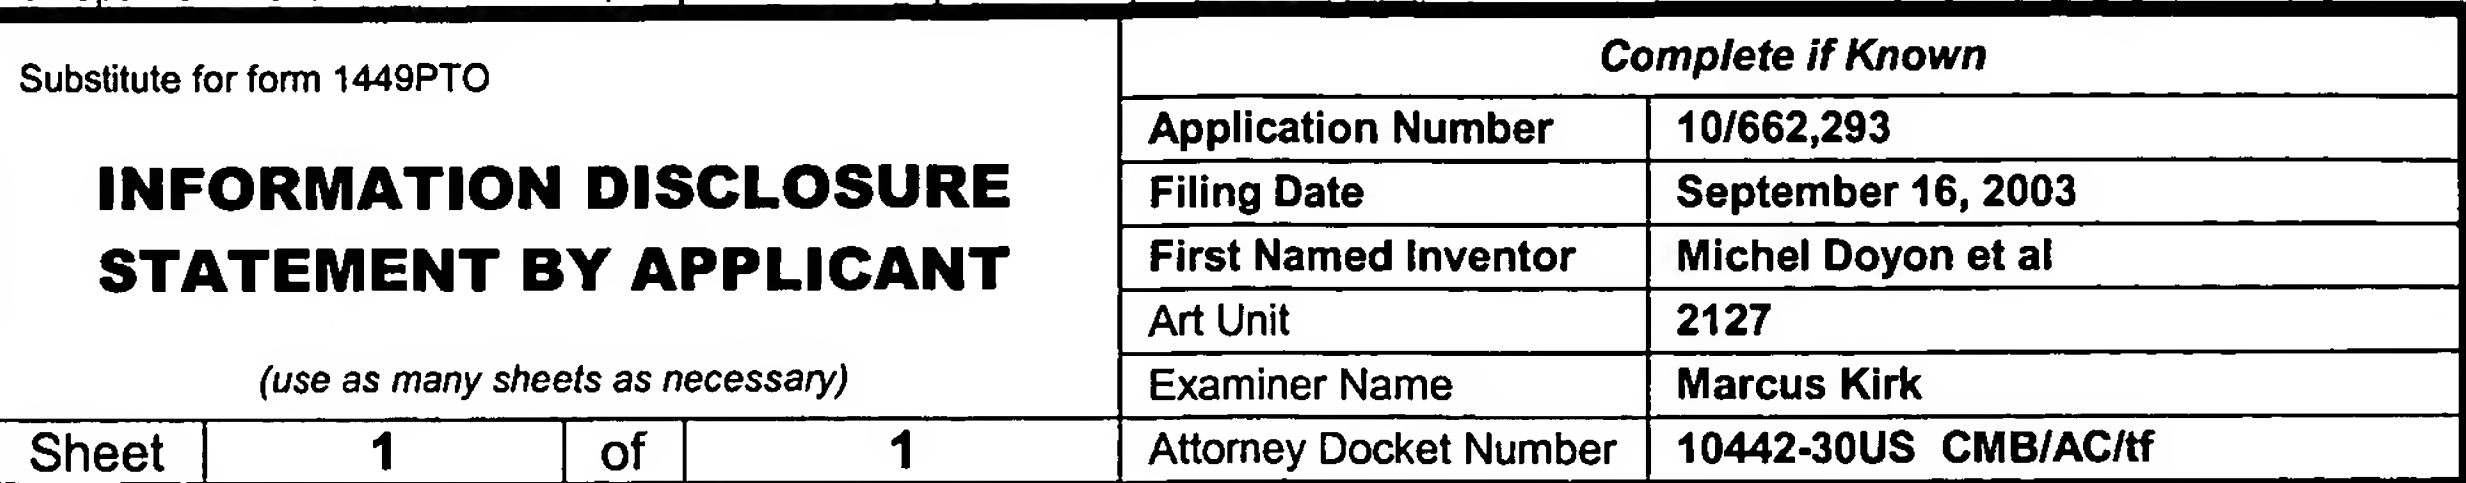 Substitute for form 1449PTO
INFORMATION DISCLOSURE
STATEMENT BY APPLICANT
(use as many sheets as necessary)
Sheet 1 of 1
Complete if Known
Application Number 10/662,293
Filing Date September 16, 2003
First Named Inventor Michel Doyon et al
Art Unit 2127
Examiner Name Marcus Kirk
Attorney Docket Number 10442-30US CMB/AC/tf